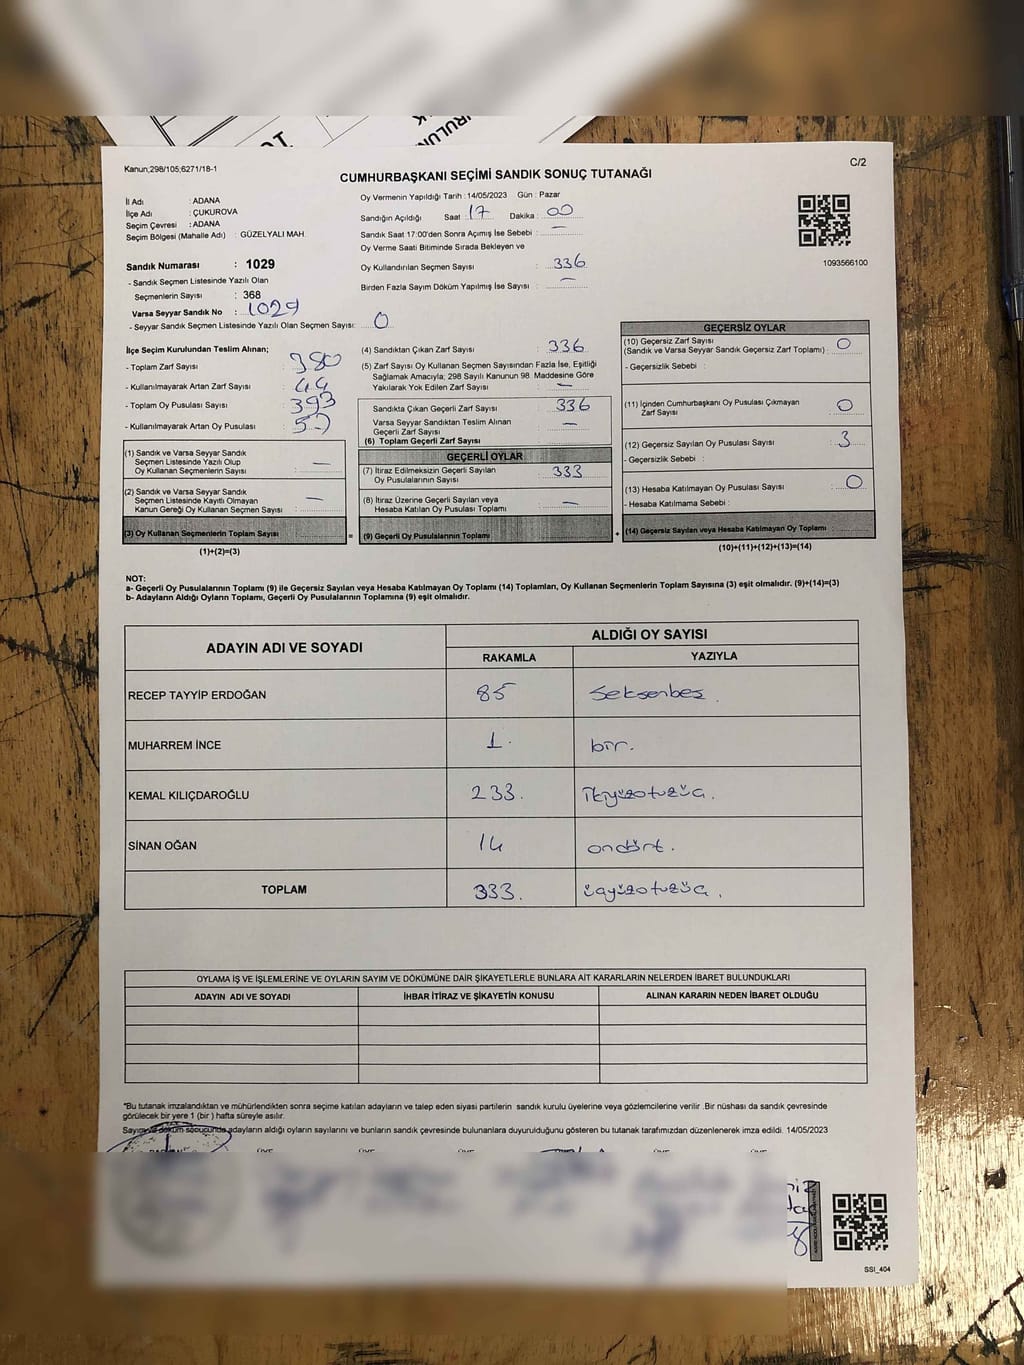 RULUN
K
Kanun;298/105;6271/18-1
C/2
CUMHURBAŞKANI SEÇİMİ SANDIK SONUÇ TUTANAĞI
İl Adı : ADANA
İlçe Adı : ÇUKUROVA
Seçim Çevresi : ADANA
Seçim Bölgesi (Mahalle Adı) : GÜZELYALI MAH.
Oy Vermenin Yapıldığı Tarih : 14/05/2023 Gün : Pazar
Sandığın Açıldığı Saat : 17 Dakika : 00
Sandık Saat 17:00'den Sonra Açımış İse Sebebi : —
Oy Verme Saati Bitiminde Sırada Bekleyen ve
Oy Kullandırılan Seçmen Sayısı : 336
Birden Fazla Sayım Döküm Yapılmış İse Sayısı : —
1093566100
Sandık Numarası : 1029
- Sandık Seçmen Listesinde Yazılı Olan
Seçmenlerin Sayısı : 368
Varsa Seyyar Sandık No : 1029
- Seyyar Sandık Seçmen Listesinde Yazılı Olan Seçmen Sayısı: 0
İlçe Seçim Kurulundan Teslim Alınan;
- Toplam Zarf Sayısı : 380
- Kullanılmayarak Artan Zarf Sayısı : 44
- Toplam Oy Pusulası Sayısı : 393
- Kullanılmayarak Artan Oy Pusulası :
(1) Sandık ve Varsa Seyyar Sandık
Seçmen Listesinde Yazılı Olup
Oy Kullanan Seçmenlerin Sayısı : —
(2) Sandık ve Varsa Seyyar Sandık
Seçmen Listesinde Kayıtlı Olmayan
Kanun Gereği Oy Kullanan Seçmen Sayısı : —
(3) Oy Kullanan Seçmenlerin Toplam Sayısı :
(1)+(2)=(3)
(4) Sandıktan Çıkan Zarf Sayısı : 336
(5) Zarf Sayısı Oy Kullanan Seçmen Sayısından Fazla İse, Eşitliği
Sağlamak Amacıyla; 298 Sayılı Kanunun 98. Maddesine Göre
Yakılarak Yok Edilen Zarf Sayısı : —
Sandıkta Çıkan Geçerli Zarf Sayısı : 336
Varsa Seyyar Sandıktan Teslim Alınan
Geçerli Zarf Sayısı : —
(6) Toplam Geçerli Zarf Sayısı :
GEÇERLİ OYLAR
(7) İtiraz Edilmeksizin Geçerli Sayılan
Oy Pusulalarının Sayısı : 333
(8) İtiraz Üzerine Geçerli Sayılan veya
Hesaba Katılan Oy Pusulası Toplamı : —
= (9) Geçerli Oy Pusulalarının Toplamı :
GEÇERSİZ OYLAR
(10) Geçersiz Zarf Sayısı
(Sandık ve Varsa Seyyar Sandık Geçersiz Zarf Toplamı) : 0
- Geçersizlik Sebebi :
(11) İçinden Cumhurbaşkanı Oy Pusulası Çıkmayan
Zarf Sayısı : 0
(12) Geçersiz Sayılan Oy Pusulası Sayısı : 3
- Geçersizlik Sebebi :
(13) Hesaba Katılmayan Oy Pusulası Sayısı : 0
- Hesaba Katılmama Sebebi :
+ (14) Geçersiz Sayılan veya Hesaba Katılmayan Oy Toplamı :
(10)+(11)+(12)+(13)=(14)
NOT:
a- Geçerli Oy Pusulalarının Toplamı (9) ile Geçersiz Sayılan veya Hesaba Katılmayan Oy Toplamı (14) Toplamları, Oy Kullanan Seçmenlerin Toplam Sayısına (3) eşit olmalıdır. (9)+(14)=(3)
b- Adayların Aldığı Oyların Toplamı, Geçerli Oy Pusulalarının Toplamına (9) eşit olmalıdır.
ADAYIN ADI VE SOYADI ALDIĞI OY SAYISI
RAKAMLA YAZIYLA
RECEP TAYYİP ERDOĞAN 85 Seksenbeş.
MUHARREM İNCE 1. bir.
KEMAL KILIÇDAROĞLU 233. İkiyüzotuzüç.
SİNAN OĞAN 14 ondört.
TOPLAM 333. üçyüzotuzüç.
OYLAMA İŞ VE İŞLEMLERİNE VE OYLARIN SAYIM VE DÖKÜMÜNE DAİR ŞİKAYETLERLE BUNLARA AİT KARARLARIN NELERDEN İBARET BULUNDUKLARI
ADAYIN ADI VE SOYADI İHBAR İTİRAZ VE ŞİKAYETİN KONUSU ALINAN KARARIN NEDEN İBARET OLDUĞU
*Bu tutanak imzalandıktan ve mühürlendikten sonra seçime katılan adayların ve talep eden siyasi partilerin sandık kurulu üyelerine veya gözlemcilerine verilir .Bir nüshası da sandık çevresinde
görülecek bir yere 1 (bir ) hafta süreyle asılır.
Sayım ve döküm sonucunda adayların aldığı oyların sayılarını ve bunların sandık çevresinde bulunanlara duyurulduğunu gösteren bu tutanak tarafımızdan düzenlenerek imza edildi. 14/05/2023
SSI_404